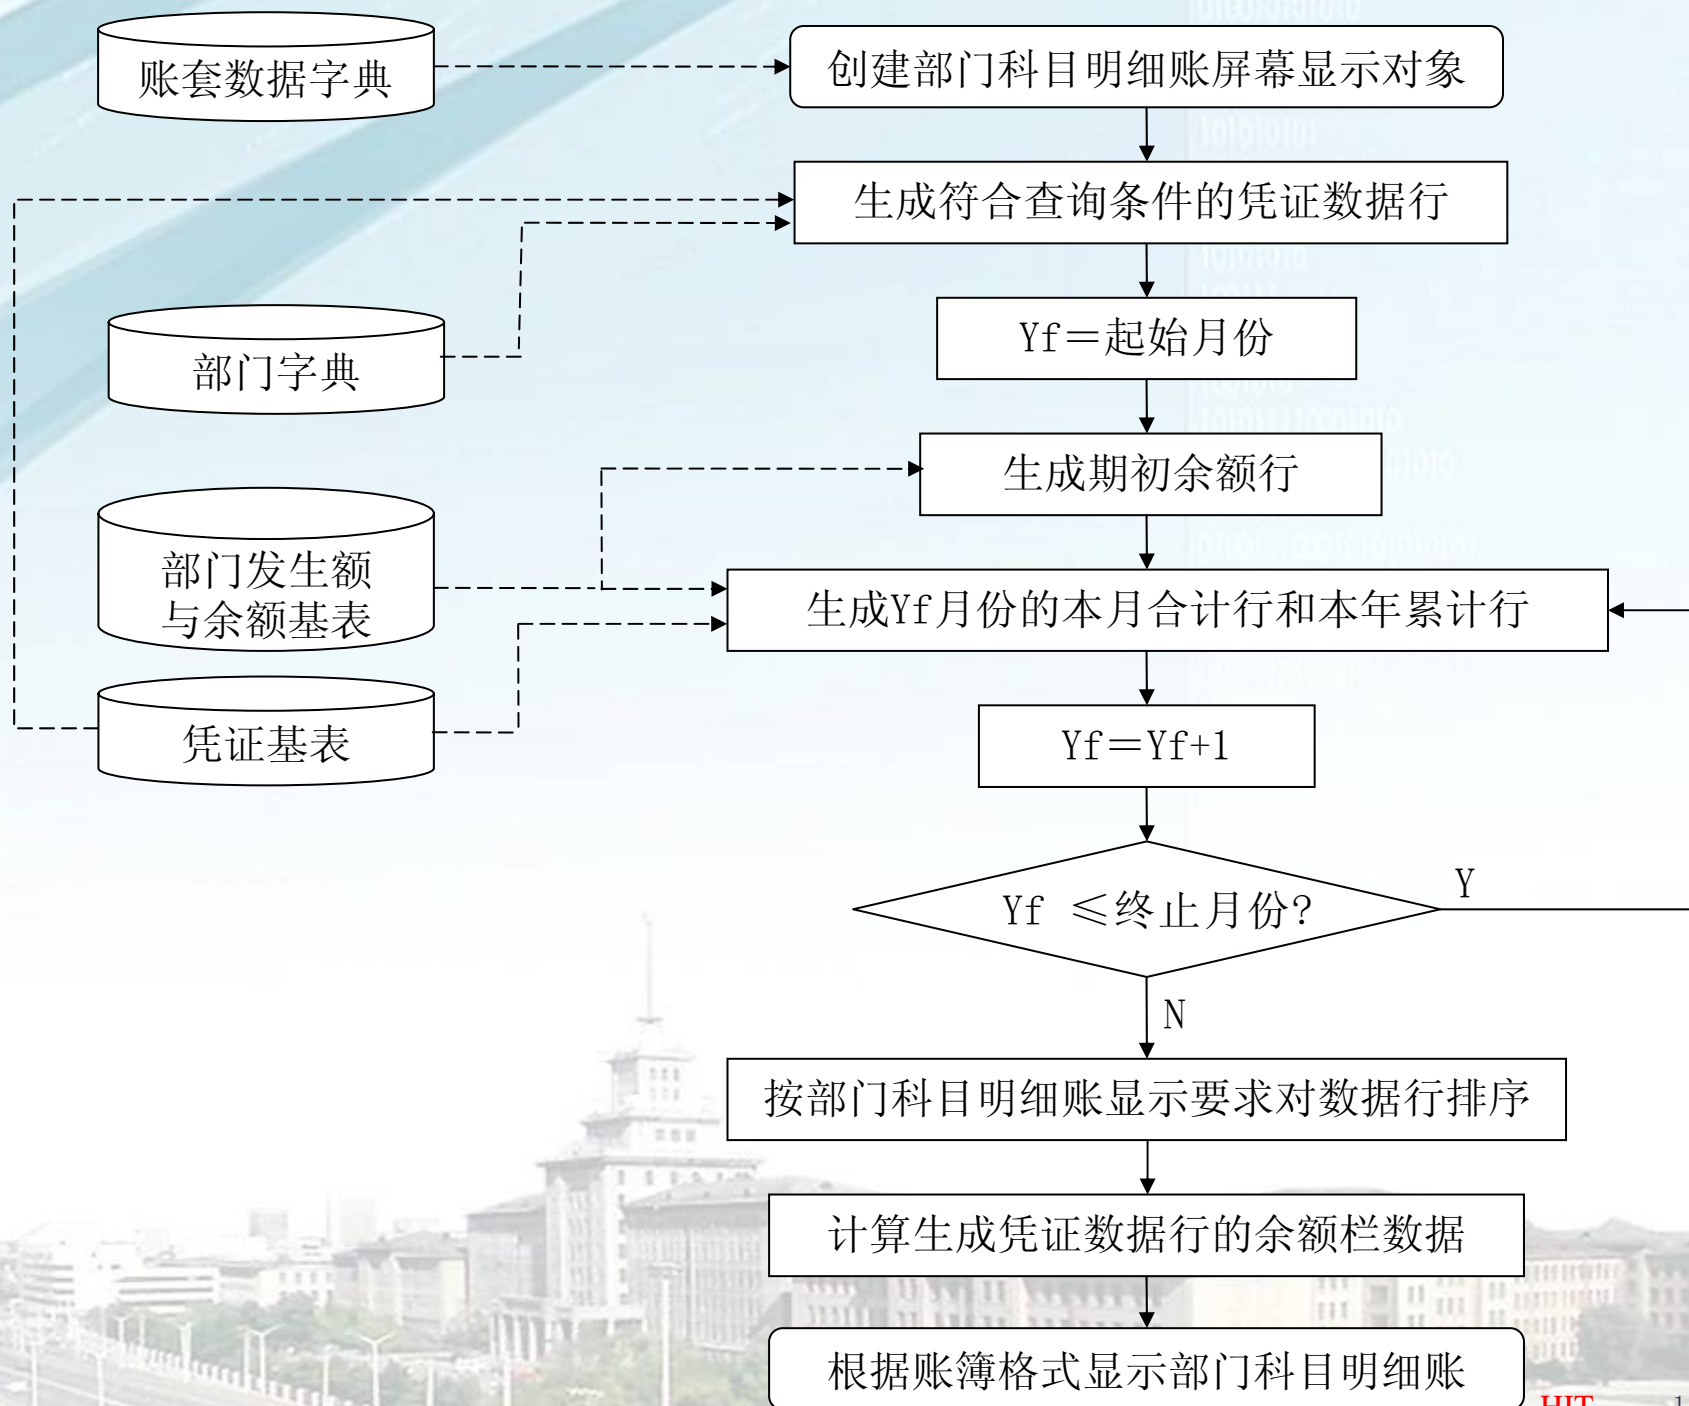 账套数据字典
创建部门科目明细账屏幕显示对象
生成符合查询条件的凭证数据行
Yf＝起始月份
部门字典
生成期初余额行
部门发生额
与余额基表
生成Yf月份的本月合计行和本年累计行
凭证基表
Yf＝Yf+1
Yf ≤终止月份?
Y
N
按部门科目明细账显示要求对数据行排序
计算生成凭证数据行的余额栏数据
根据账簿格式显示部门科目明细账